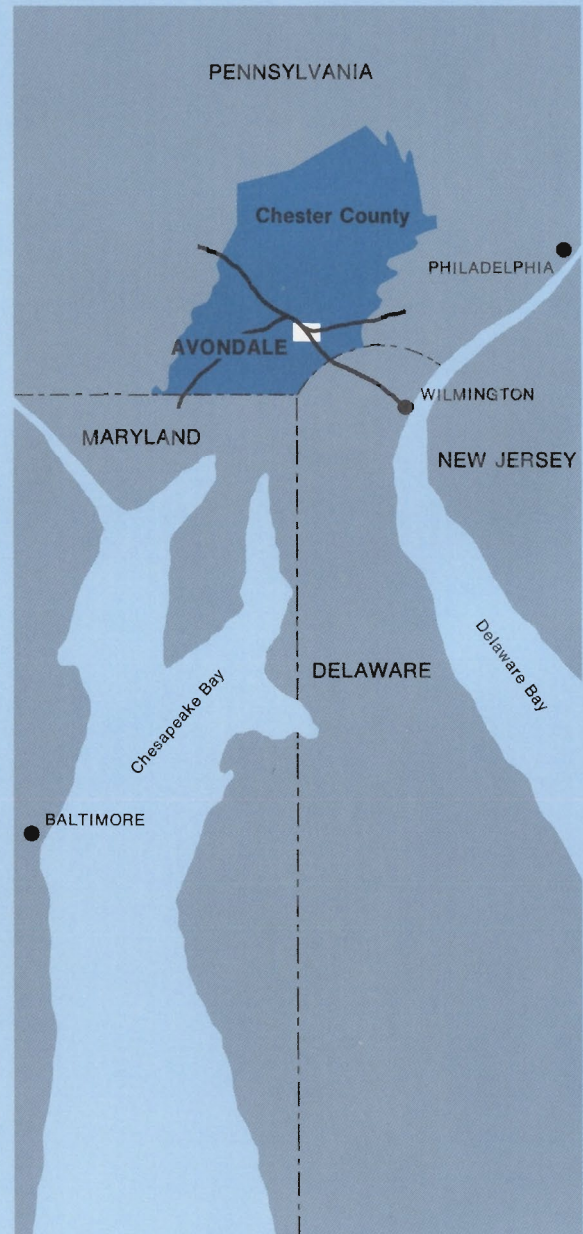 PENNSYLVANIA
Chester County
PHILADELPHIA
AVONDALE
WILMINGTON
MARYLAND
NEW JERSEY
DELAWARE
Delaware Bay
Chesapeake Bay
BALTIMORE